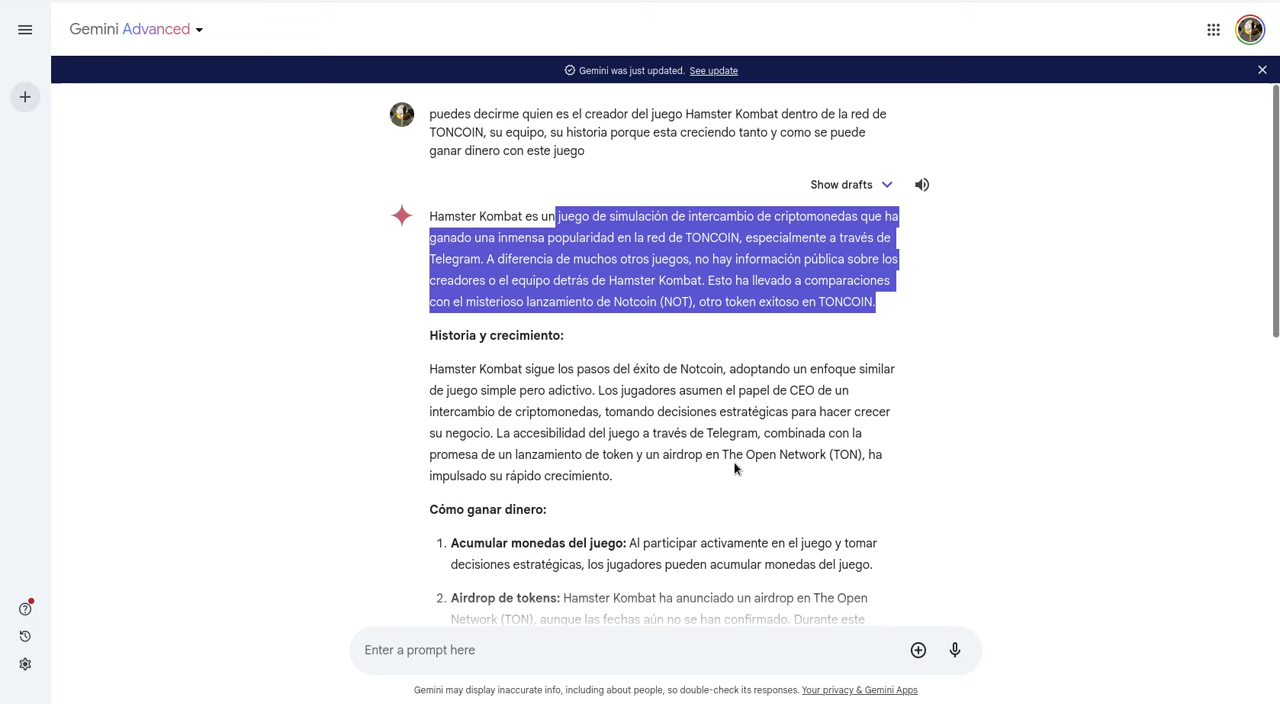 Gemini Advanced
Gemini was just updated. See update
puedes decirme quien es el creador del juego Hamster Kombat dentro de la red de
TONCOIN, su equipo, su historia porque esta creciendo tanto y como se puede
ganar dinero con este juego
Show drafts
Hamster Kombat es un juego de simulación de intercambio de criptomonedas que ha
ganado una inmensa popularidad en la red de TONCOIN, especialmente a través de
Telegram. A diferencia de muchos otros juegos, no hay información pública sobre los
creadores o el equipo detrás de Hamster Kombat. Esto ha llevado a comparaciones
con el misterioso lanzamiento de Notcoin (NOT), otro token exitoso en TONCOIN.
Historia y crecimiento:
Hamster Kombat sigue los pasos del éxito de Notcoin, adoptando un enfoque similar
de juego simple pero adictivo. Los jugadores asumen el papel de CEO de un
intercambio de criptomonedas, tomando decisiones estratégicas para hacer crecer
su negocio. La accesibilidad del juego a través de Telegram, combinada con la
promesa de un lanzamiento de token y un airdrop en The Open Network (TON), ha
impulsado su rápido crecimiento.
Cómo ganar dinero:
1. Acumular monedas del juego: Al participar activamente en el juego y tomar
decisiones estratégicas, los jugadores pueden acumular monedas del juego.
2. Airdrop de tokens: Hamster Kombat ha anunciado un airdrop en The Open
Network (TON), aunque las fechas aún no se han confirmado. Durante este
Enter a prompt here
Gemini may display inaccurate info, including about people, so double-check its responses. Your privacy & Gemini Apps